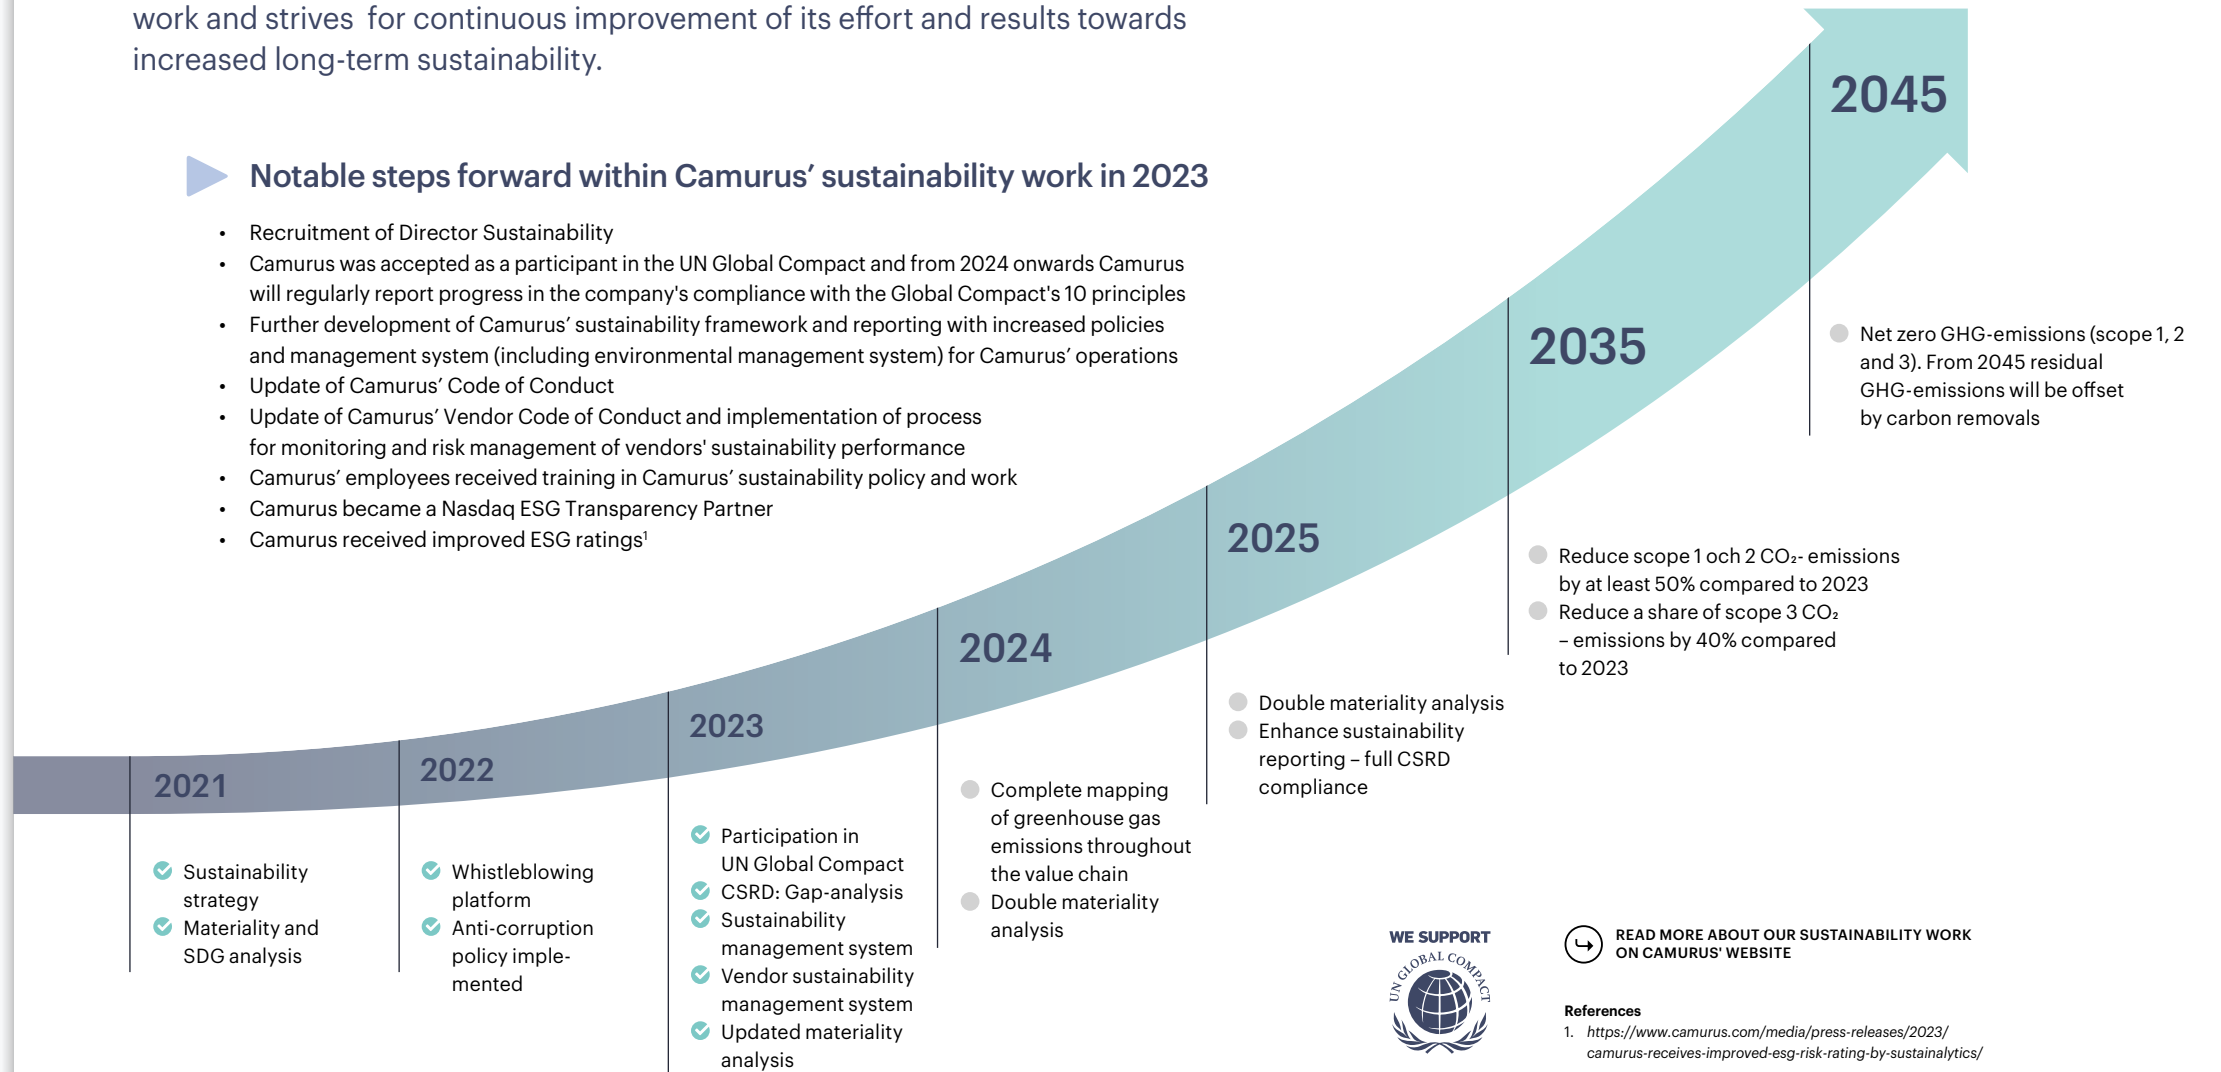 work and strives  for continuous improvement of its effort and results towards
increased long-term sustainability.
Notable steps forward within Camurus’ sustainability work in 2023
• Recruitment of Director Sustainability
• Camurus was accepted as a participant in the UN Global Compact and from 2024 onwards Camurus
will regularly report progress in the company's compliance with the Global Compact's 10 principles
• Further development of Camurus’ sustainability framework and reporting with increased policies
and management system (including environmental management system) for Camurus’ operations
• Update of Camurus’ Code of Conduct
• Update of Camurus’ Vendor Code of Conduct and implementation of process
for monitoring and risk management of vendors' sustainability performance
• Camurus’ employees received training in Camurus’ sustainability policy and work
• Camurus became a Nasdaq ESG Transparency Partner
• Camurus received improved ESG ratings¹
2021
Sustainability
strategy
Materiality and
SDG analysis
2022
Whistleblowing
platform
Anti-corruption
policy imple-
mented
2023
Participation in
UN Global Compact
CSRD: Gap-analysis
Sustainability
management system
Vendor sustainability
management system
Updated materiality
analysis
2024
Complete mapping
of greenhouse gas
emissions throughout
the value chain
Double materiality
analysis
2025
Double materiality analysis
Enhance sustainability
reporting – full CSRD
compliance
2035
Reduce scope 1 och 2 CO₂- emissions
by at least 50% compared to 2023
Reduce a share of scope 3 CO₂
– emissions by 40% compared
to 2023
2045
Net zero GHG-emissions (scope 1, 2
and 3). From 2045 residual
GHG-emissions will be offset
by carbon removals
WE SUPPORT
UN GLOBAL COMPACT
READ MORE ABOUT OUR SUSTAINABILITY WORK
ON CAMURUS' WEBSITE
References
1. https://www.camurus.com/media/press-releases/2023/
camurus-receives-improved-esg-risk-rating-by-sustainalytics/